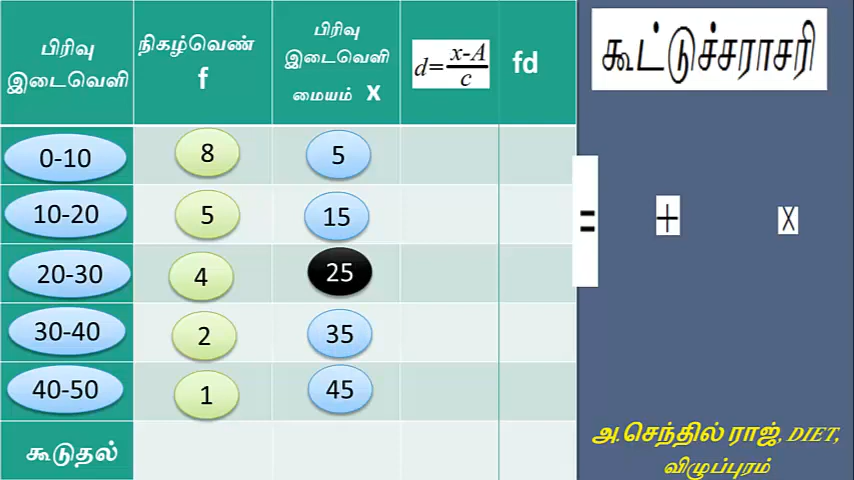 பிரிவு இடைவெளி
நிகழ்வெண் f
பிரிவு இடைவெளி மையம் X
d= x-A / c
fd
0-10 8 5
10-20 5 15
20-30 4 25
30-40 2 35
40-50 1 45
கூடுதல்
கூட்டுச்சராசரி
= + x
அ.செந்தில் ராஜ், DIET,
விழுப்புரம்